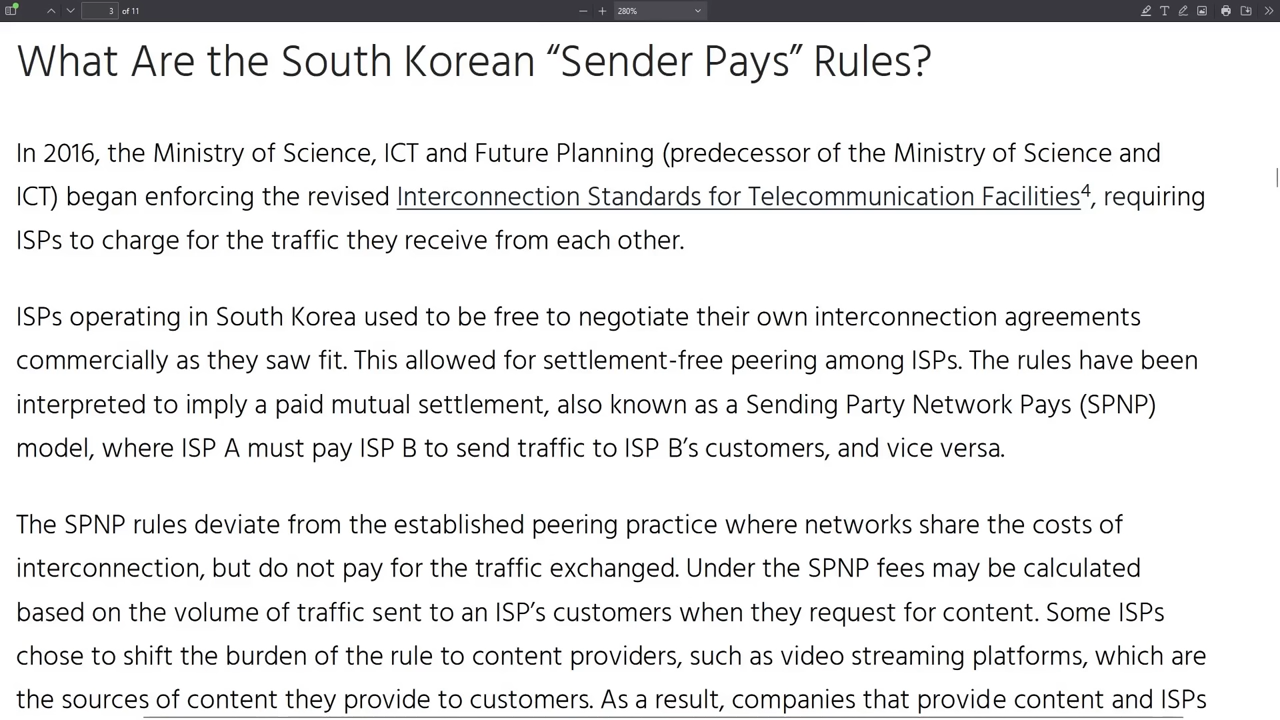 3 of 11
280%
What Are the South Korean “Sender Pays” Rules?
In 2016, the Ministry of Science, ICT and Future Planning (predecessor of the Ministry of Science and
ICT) began enforcing the revised Interconnection Standards for Telecommunication Facilities⁴, requiring
ISPs to charge for the traffic they receive from each other.
ISPs operating in South Korea used to be free to negotiate their own interconnection agreements
commercially as they saw fit. This allowed for settlement-free peering among ISPs. The rules have been
interpreted to imply a paid mutual settlement, also known as a Sending Party Network Pays (SPNP)
model, where ISP A must pay ISP B to send traffic to ISP B’s customers, and vice versa.
The SPNP rules deviate from the established peering practice where networks share the costs of
interconnection, but do not pay for the traffic exchanged. Under the SPNP fees may be calculated
based on the volume of traffic sent to an ISP’s customers when they request for content. Some ISPs
chose to shift the burden of the rule to content providers, such as video streaming platforms, which are
the sources of content they provide to customers. As a result, companies that provide content and ISPs